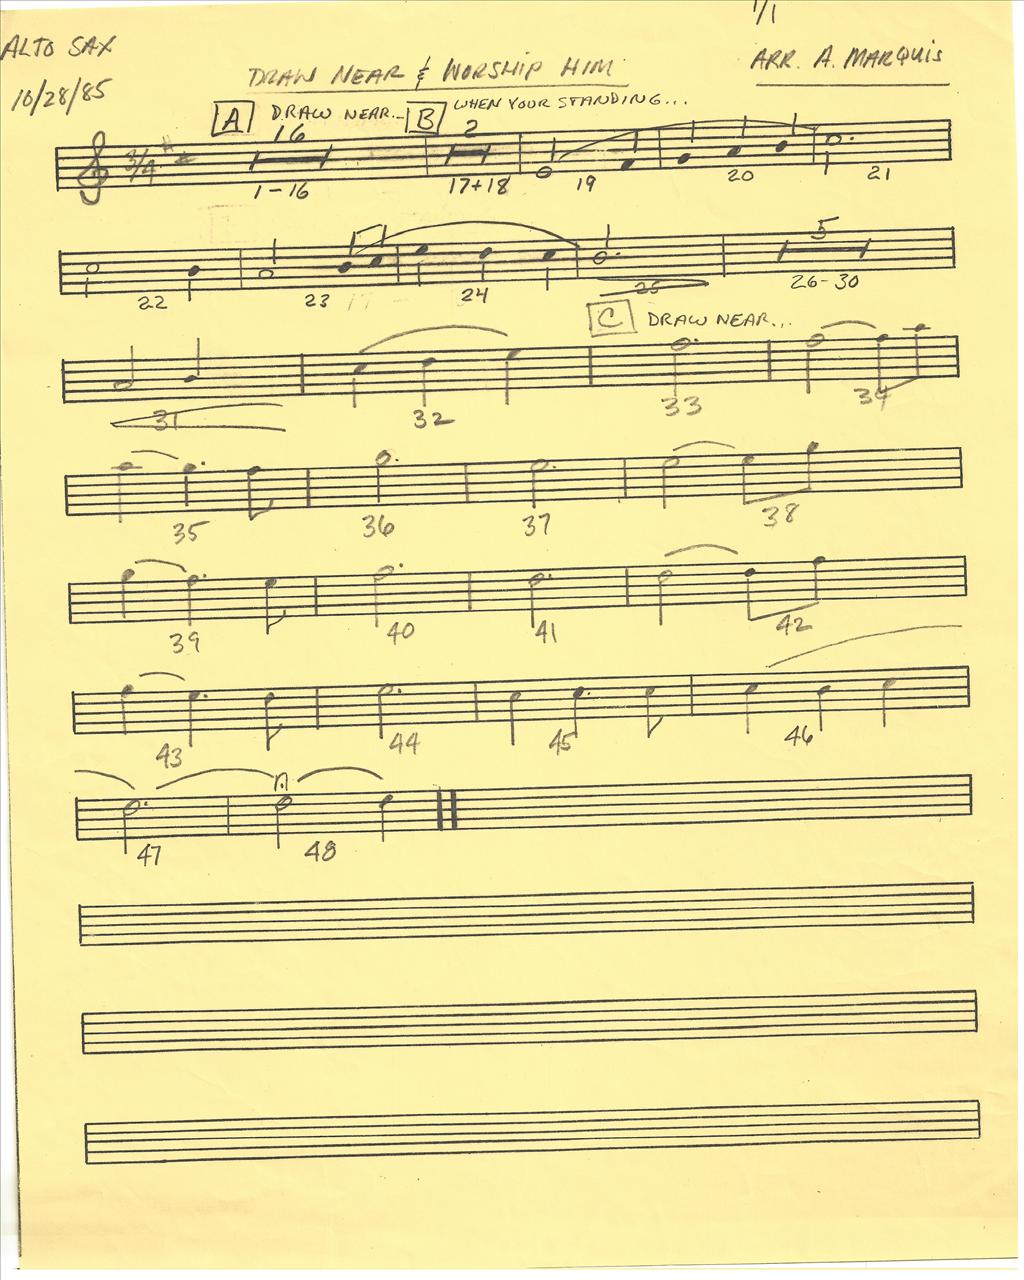 1/1
ALTO SAX
10/28/85
DRAW NEAR & WORSHIP HIM
ARR. A. MARQUIS
A DRAW NEAR... B WHEN YOUR STANDING...
3/4 16 2
1-16 17+18 19 20 21
5
22 23 24 25 26-30
C DRAW NEAR...
31 32 33 34
35 36 37 38
39 40 41 42
43 44 45 46
47 48